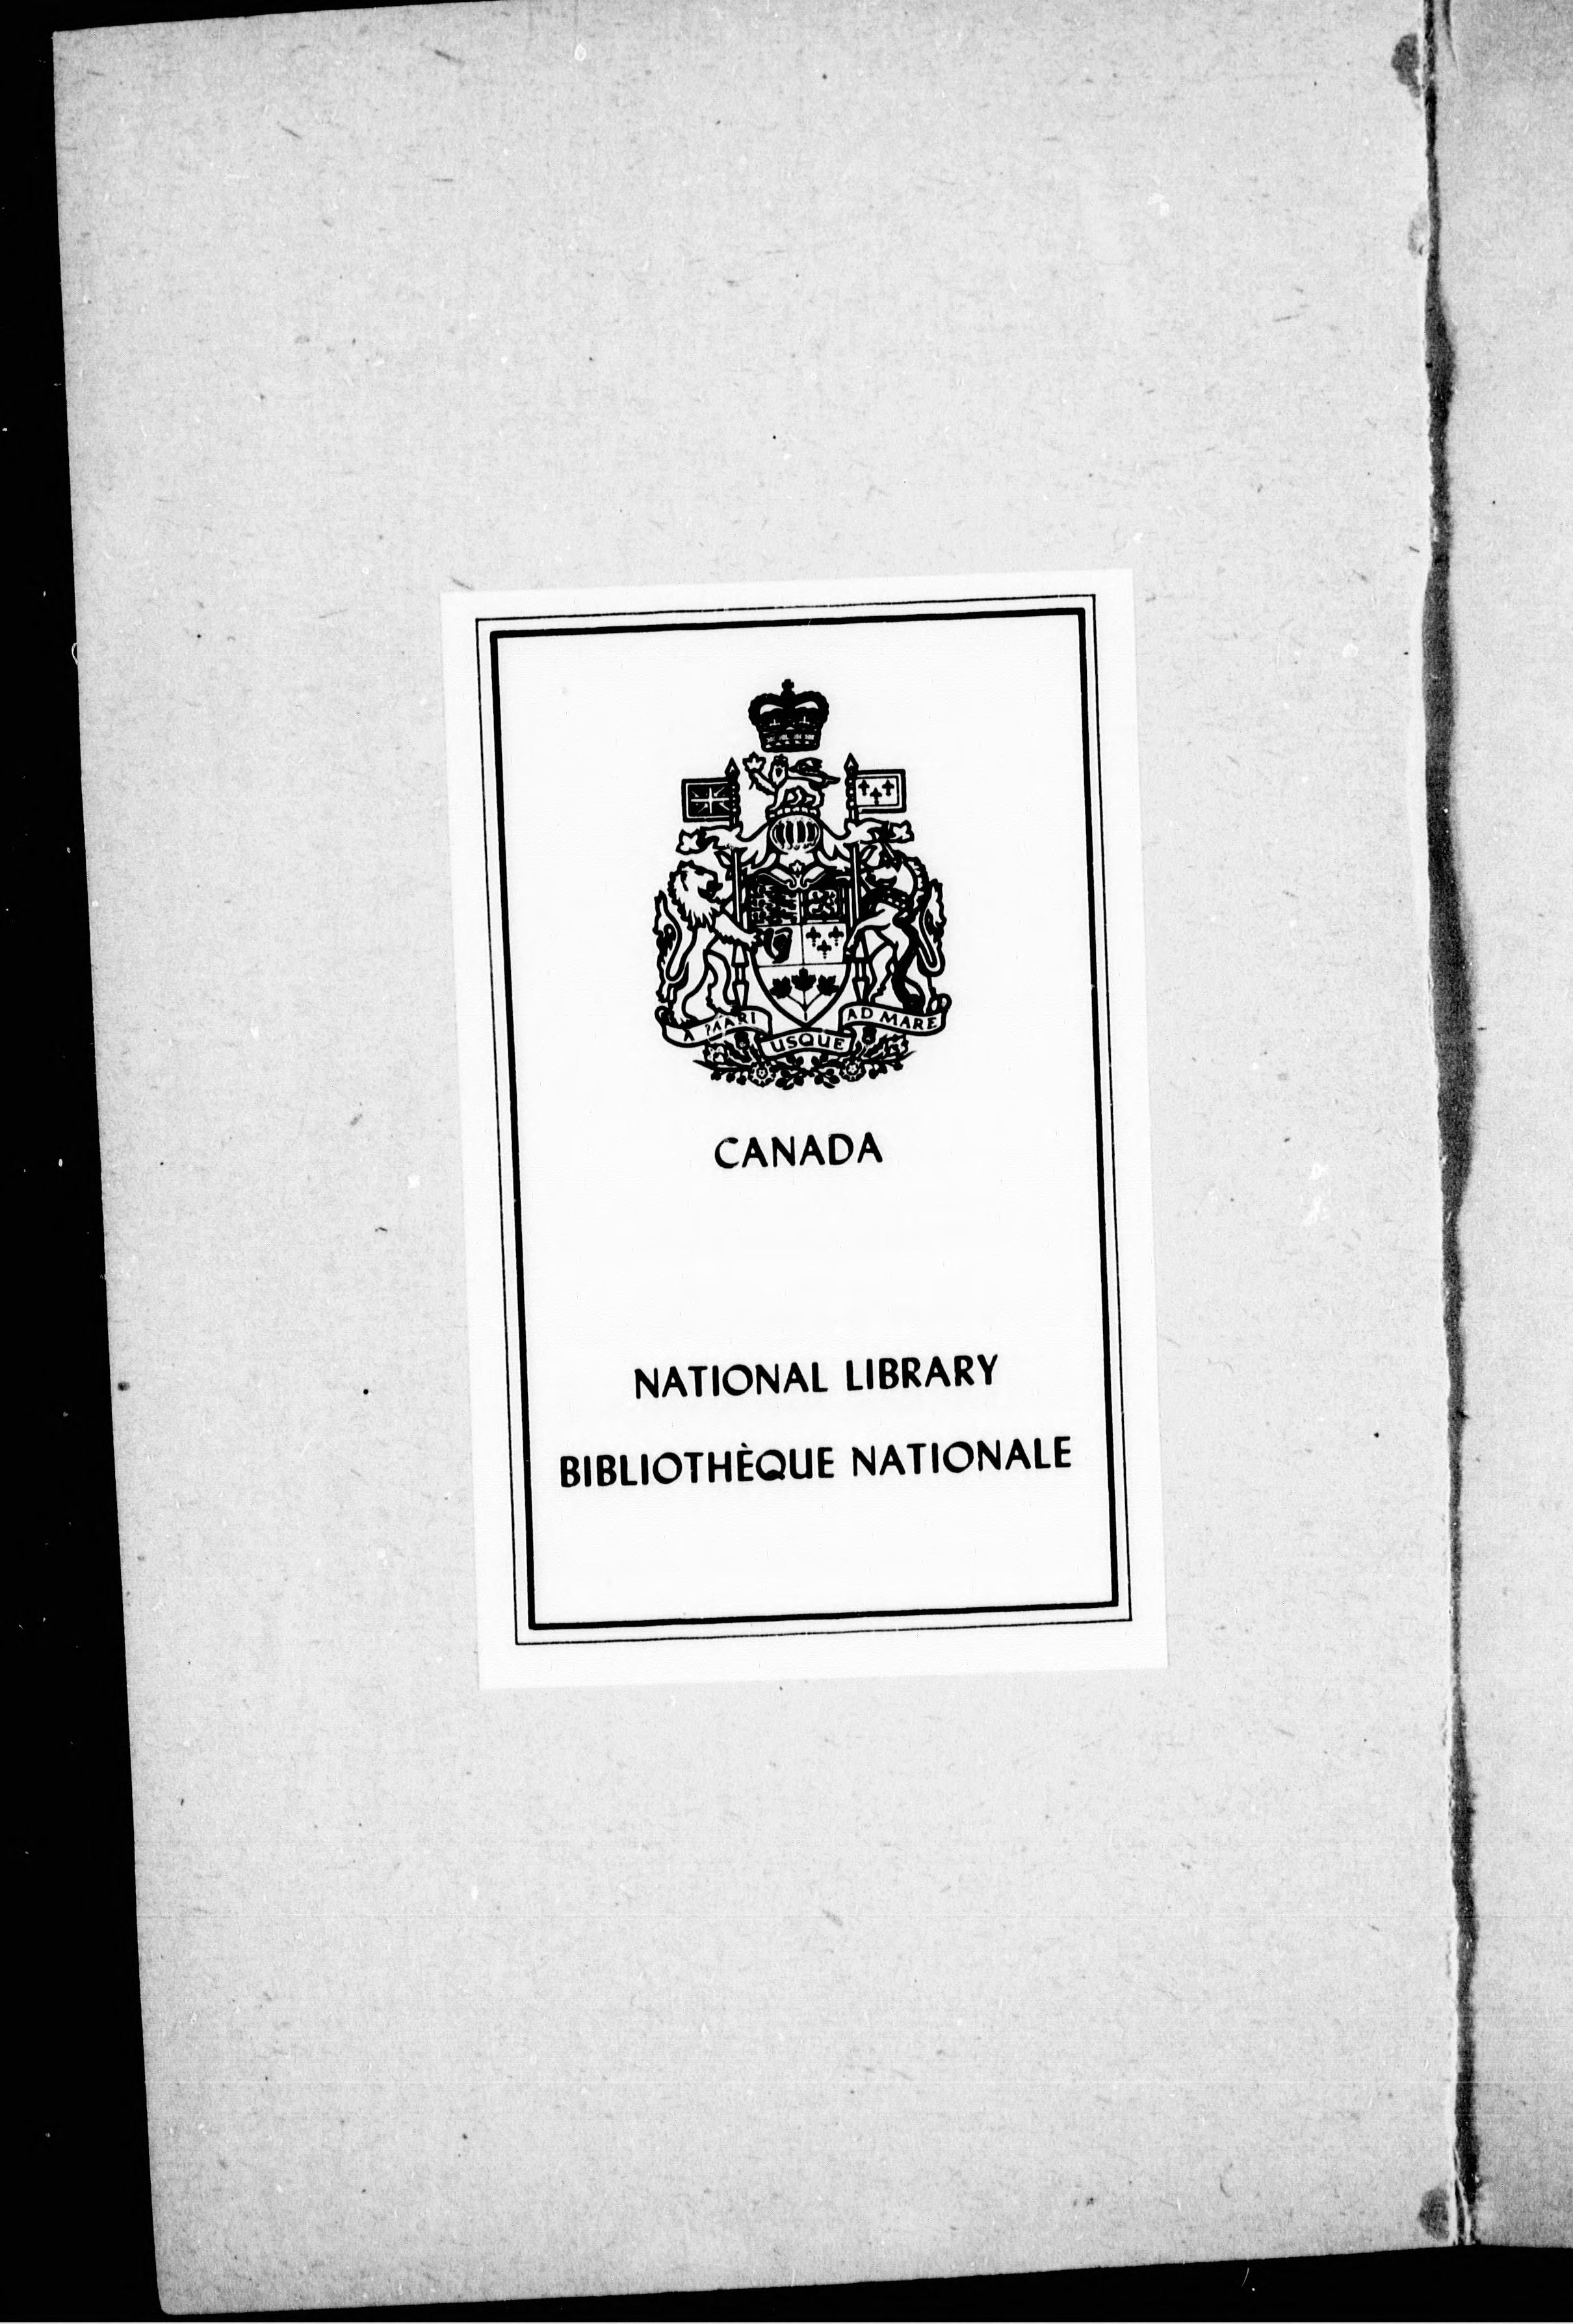 A MARI USQUE AD MARE
CANADA
NATIONAL LIBRARY
BIBLIOTHÈQUE NATIONALE